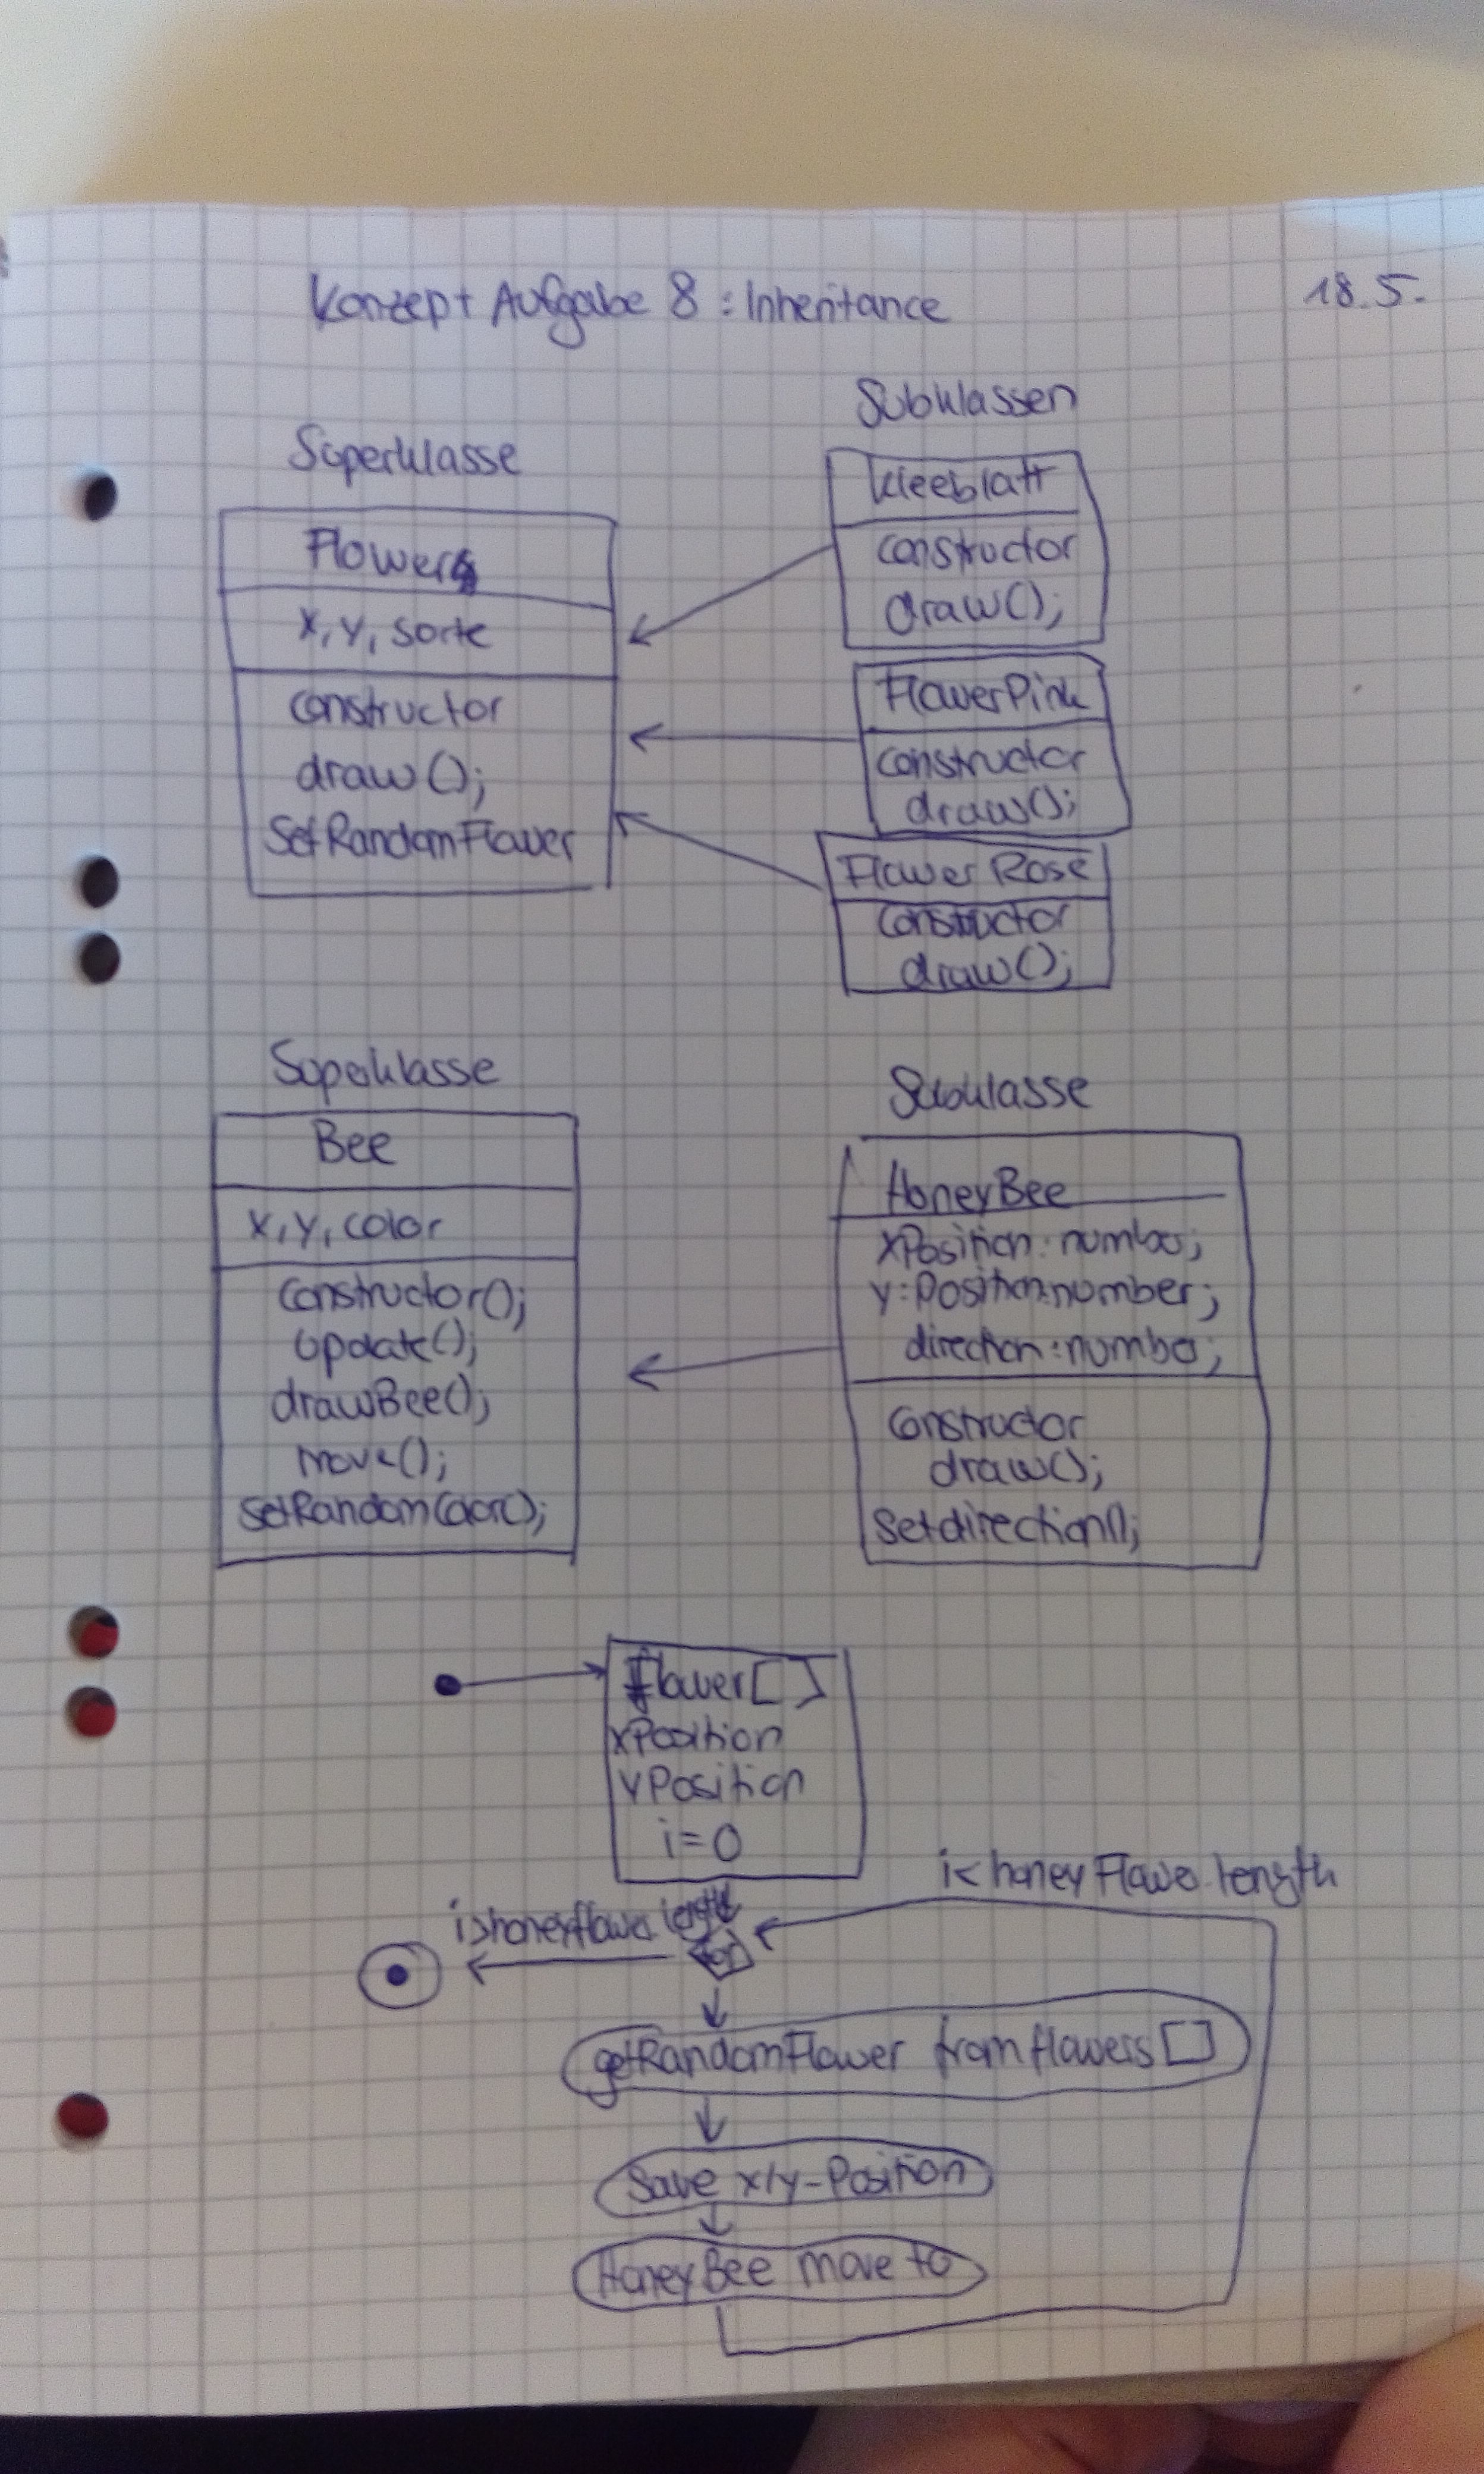 Konzept Aufgabe 8 : Inheritance
18.5.
Superklasse
Flower
x, y, sorte
constructor
draw();
SetRandomFlower
Subklassen
Kleeblatt
constructor
draw();
FlowerPink
constructor
draw();
FlowerRose
constructor
draw();
Superklasse
Bee
x, y, color
constructor();
update();
drawBee();
move();
setRandomColor();
Subklasse
HoneyBee
xPosition: number;
y:Position:number;
direction:number;
constructor
draw();
setdirection();
flower[ ]
xPosition
yPosition
i=0
i< honeyFlower.length
i>honeyflower.length
for
getRandomFlower from flowers[ ]
Save x/y-Position
HoneyBee move to